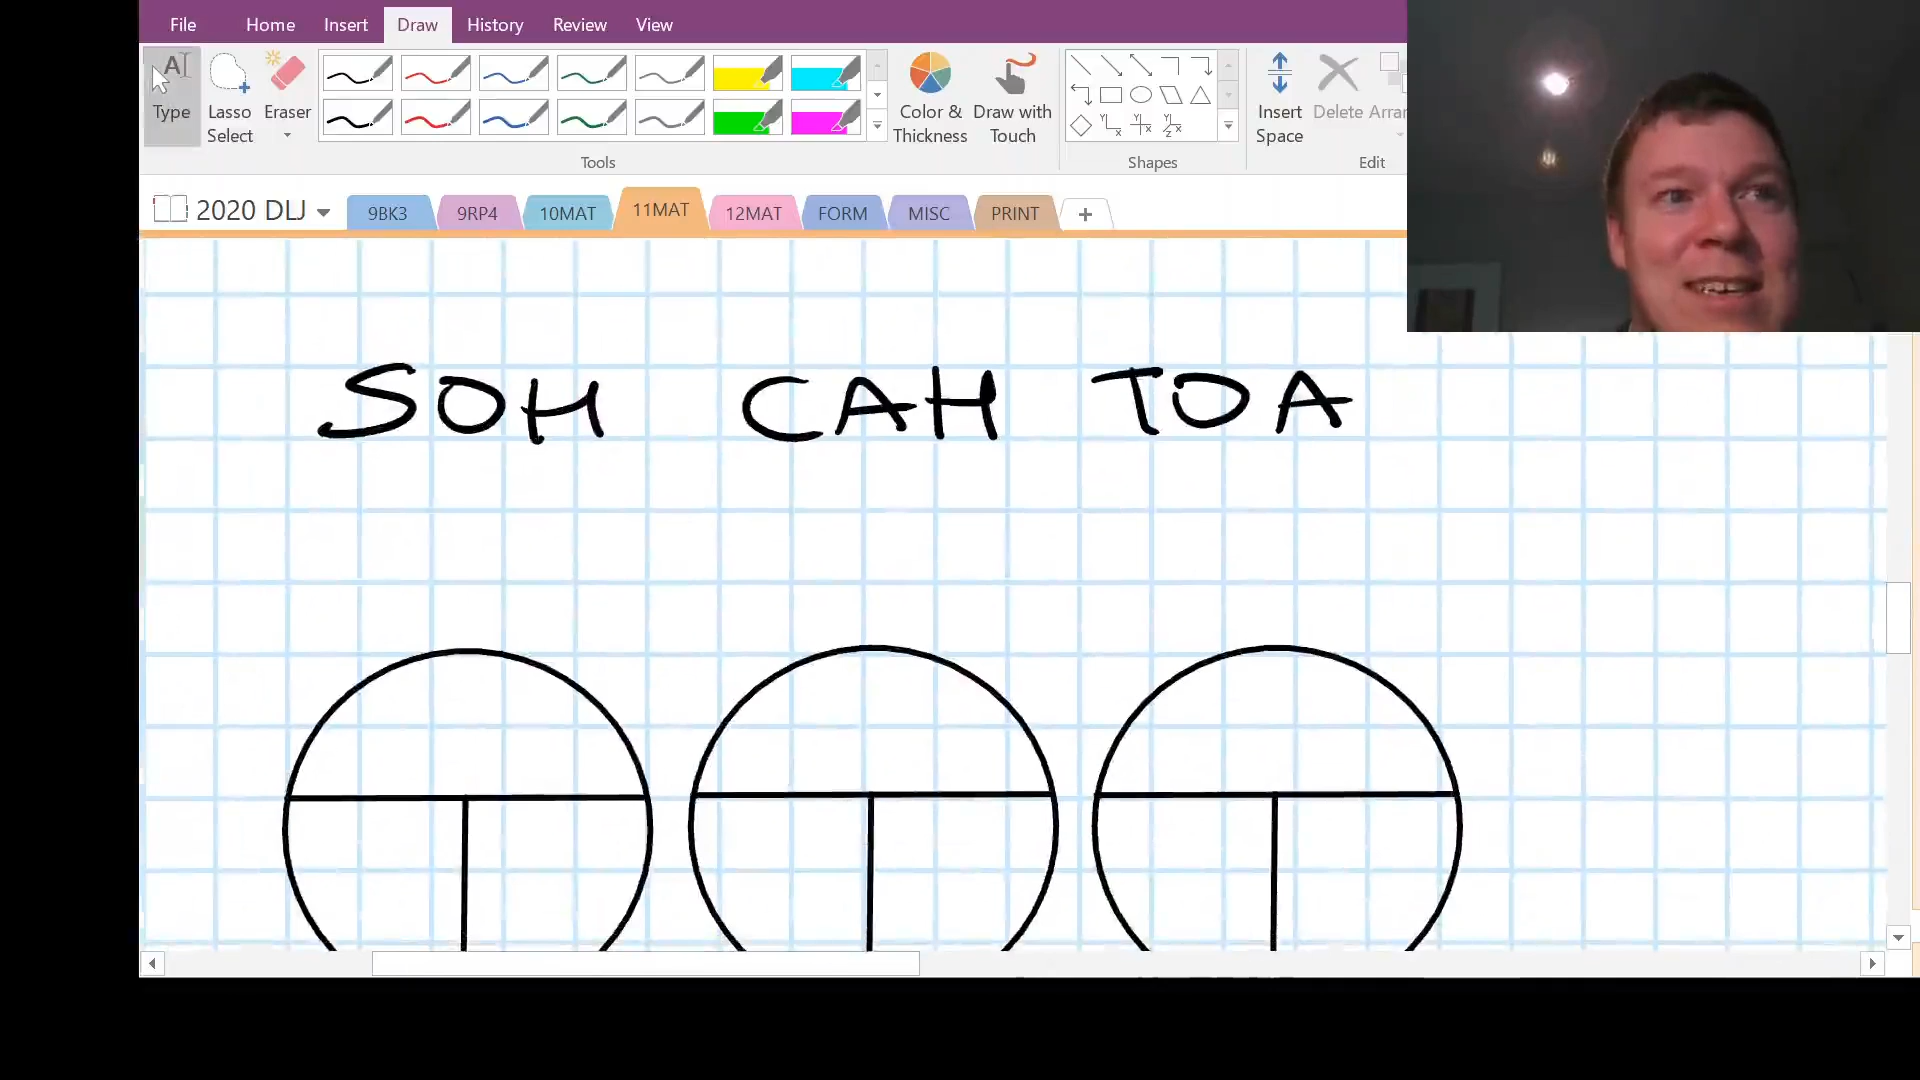 File Home Insert Draw History Review View
Type
Lasso Select
Eraser
Color & Thickness
Draw with Touch
Insert Space
Delete
Tools
Shapes
Edit
2020 DLJ 9BK3 9RP4 10MAT 11MAT 12MAT FORM MISC PRINT
SOH CAH TOA